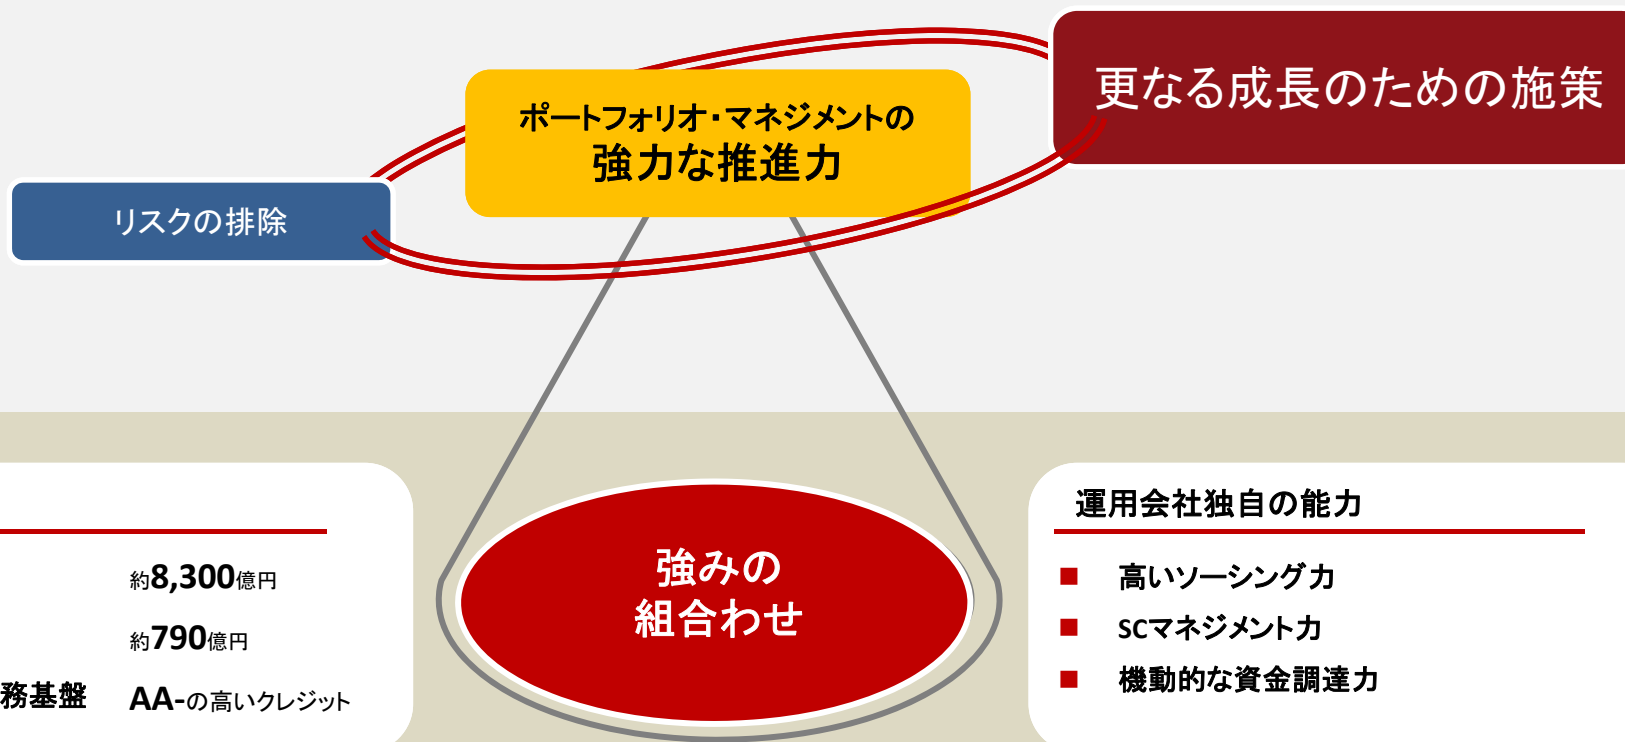 更なる成長のための施策
ポートフォリオ・マネジメントの
強力な推進力
リスクの排除
約8,300億円
約790億円
務基盤 AA-の高いクレジット
強みの
組合わせ
運用会社独自の能力
■ 高いソーシング力
■ SCマネジメント力
■ 機動的な資金調達力